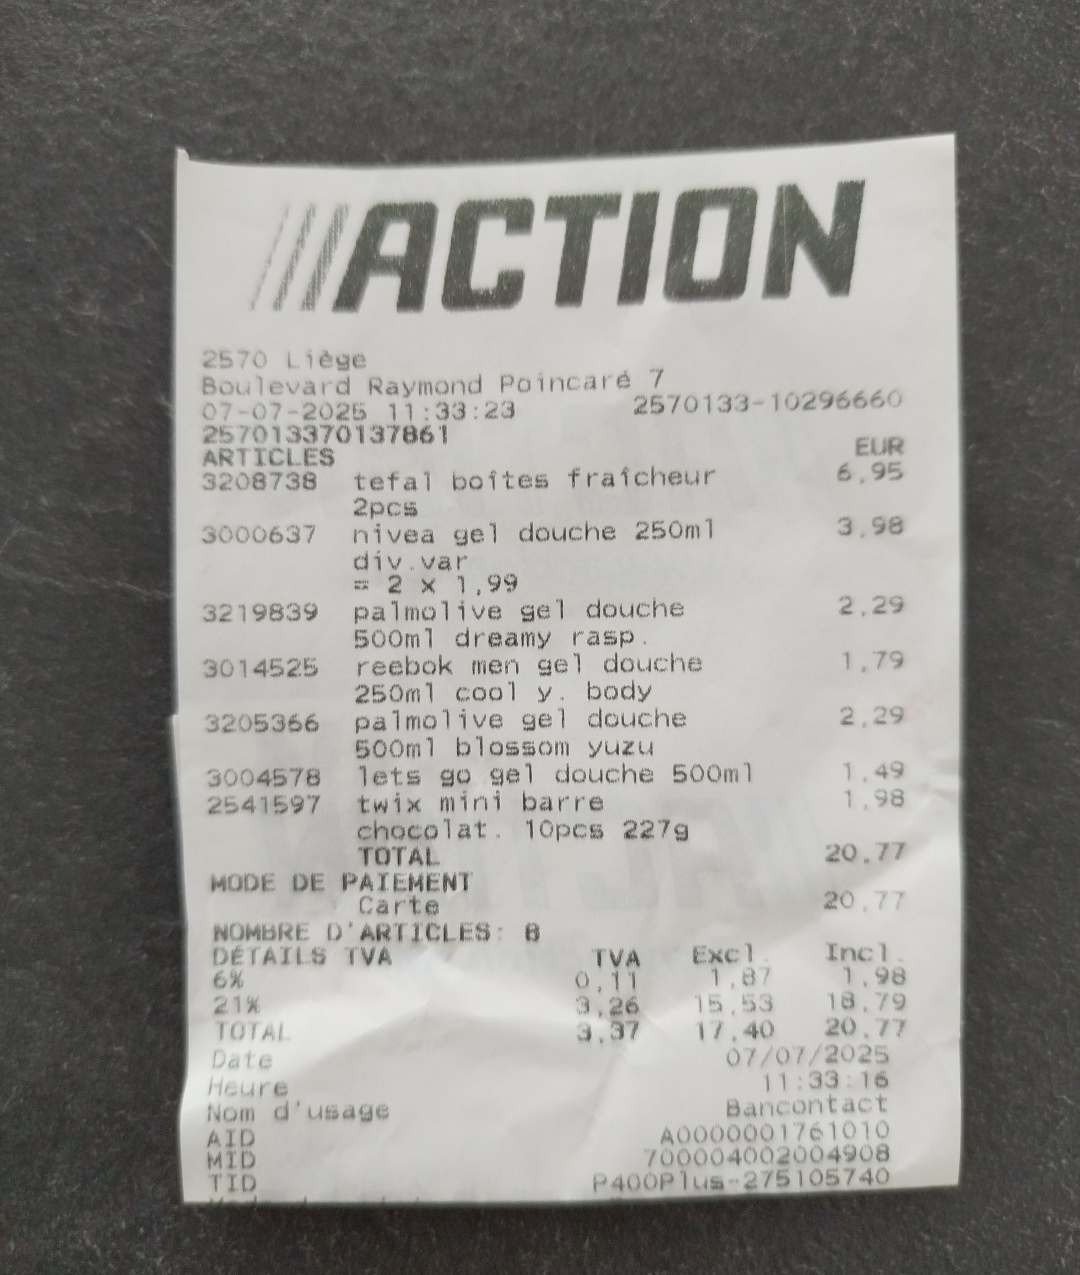 ///ACTION
2570 Liège
Boulevard Raymond Poincaré 7
07-07-2025 11:33:23 2570133-10296660
257013370137861
ARTICLES EUR
3208738 tefal boîtes fraîcheur 6,95
2pcs
3000637 nivea gel douche 250ml 3,98
div.var
= 2 x 1,99
3219839 palmolive gel douche 2,29
500ml dreamy rasp.
3014525 reebok men gel douche 1,79
250ml cool y. body
3205366 palmolive gel douche 2,29
500ml blossom yuzu
3004578 lets go gel douche 500ml 1,49
2541597 twix mini barre 1,98
chocolat. 10pcs 227g
TOTAL 20,77
MODE DE PAIEMENT
Carte 20,77
NOMBRE D'ARTICLES: 8
DÉTAILS TVA TVA Excl. Incl.
6% 0,11 1,87 1,98
21% 3,26 15,53 18,79
TOTAL 3,37 17,40 20,77
Date 07/07/2025
Heure 11:33:16
Nom d'usage Bancontact
AID A0000001761010
MID 700004002004908
TID P400Plus-275105740